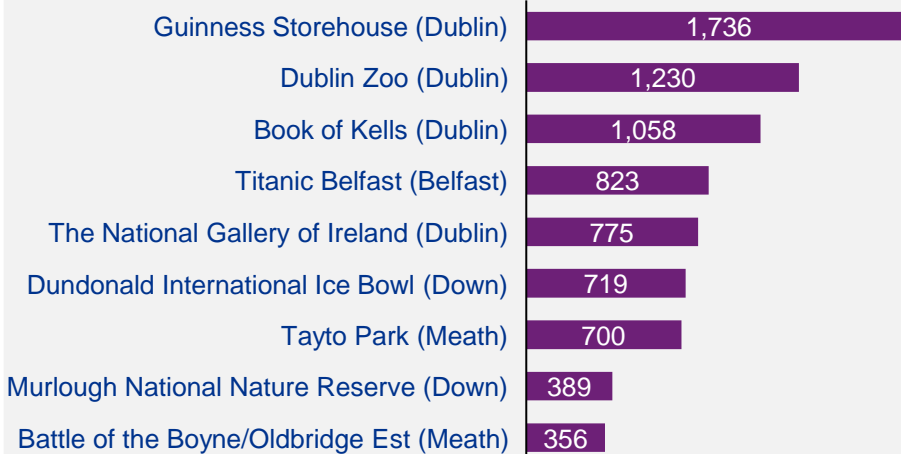 Guinness Storehouse (Dublin) 1,736
Dublin Zoo (Dublin) 1,230
Book of Kells (Dublin) 1,058
Titanic Belfast (Belfast) 823
The National Gallery of Ireland (Dublin) 775
Dundonald International Ice Bowl (Down) 719
Tayto Park (Meath) 700
Murlough National Nature Reserve (Down) 389
Battle of the Boyne/Oldbridge Est (Meath) 356